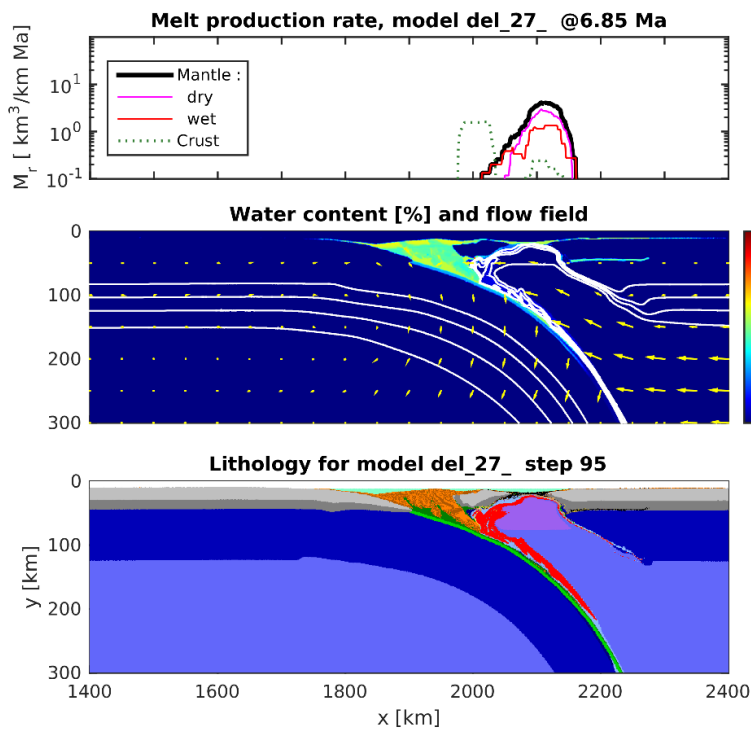 Melt production rate, model del_27_ @6.85 Ma
M_r [ km^3/km Ma]
10^1
10^0
10^-1
Mantle :
dry
wet
Crust
Water content [%] and flow field
0
100
200
300
Lithology for model del_27_ step 95
y [km]
0
100
200
300
1400 1600 1800 2000 2200 2400
x [km]